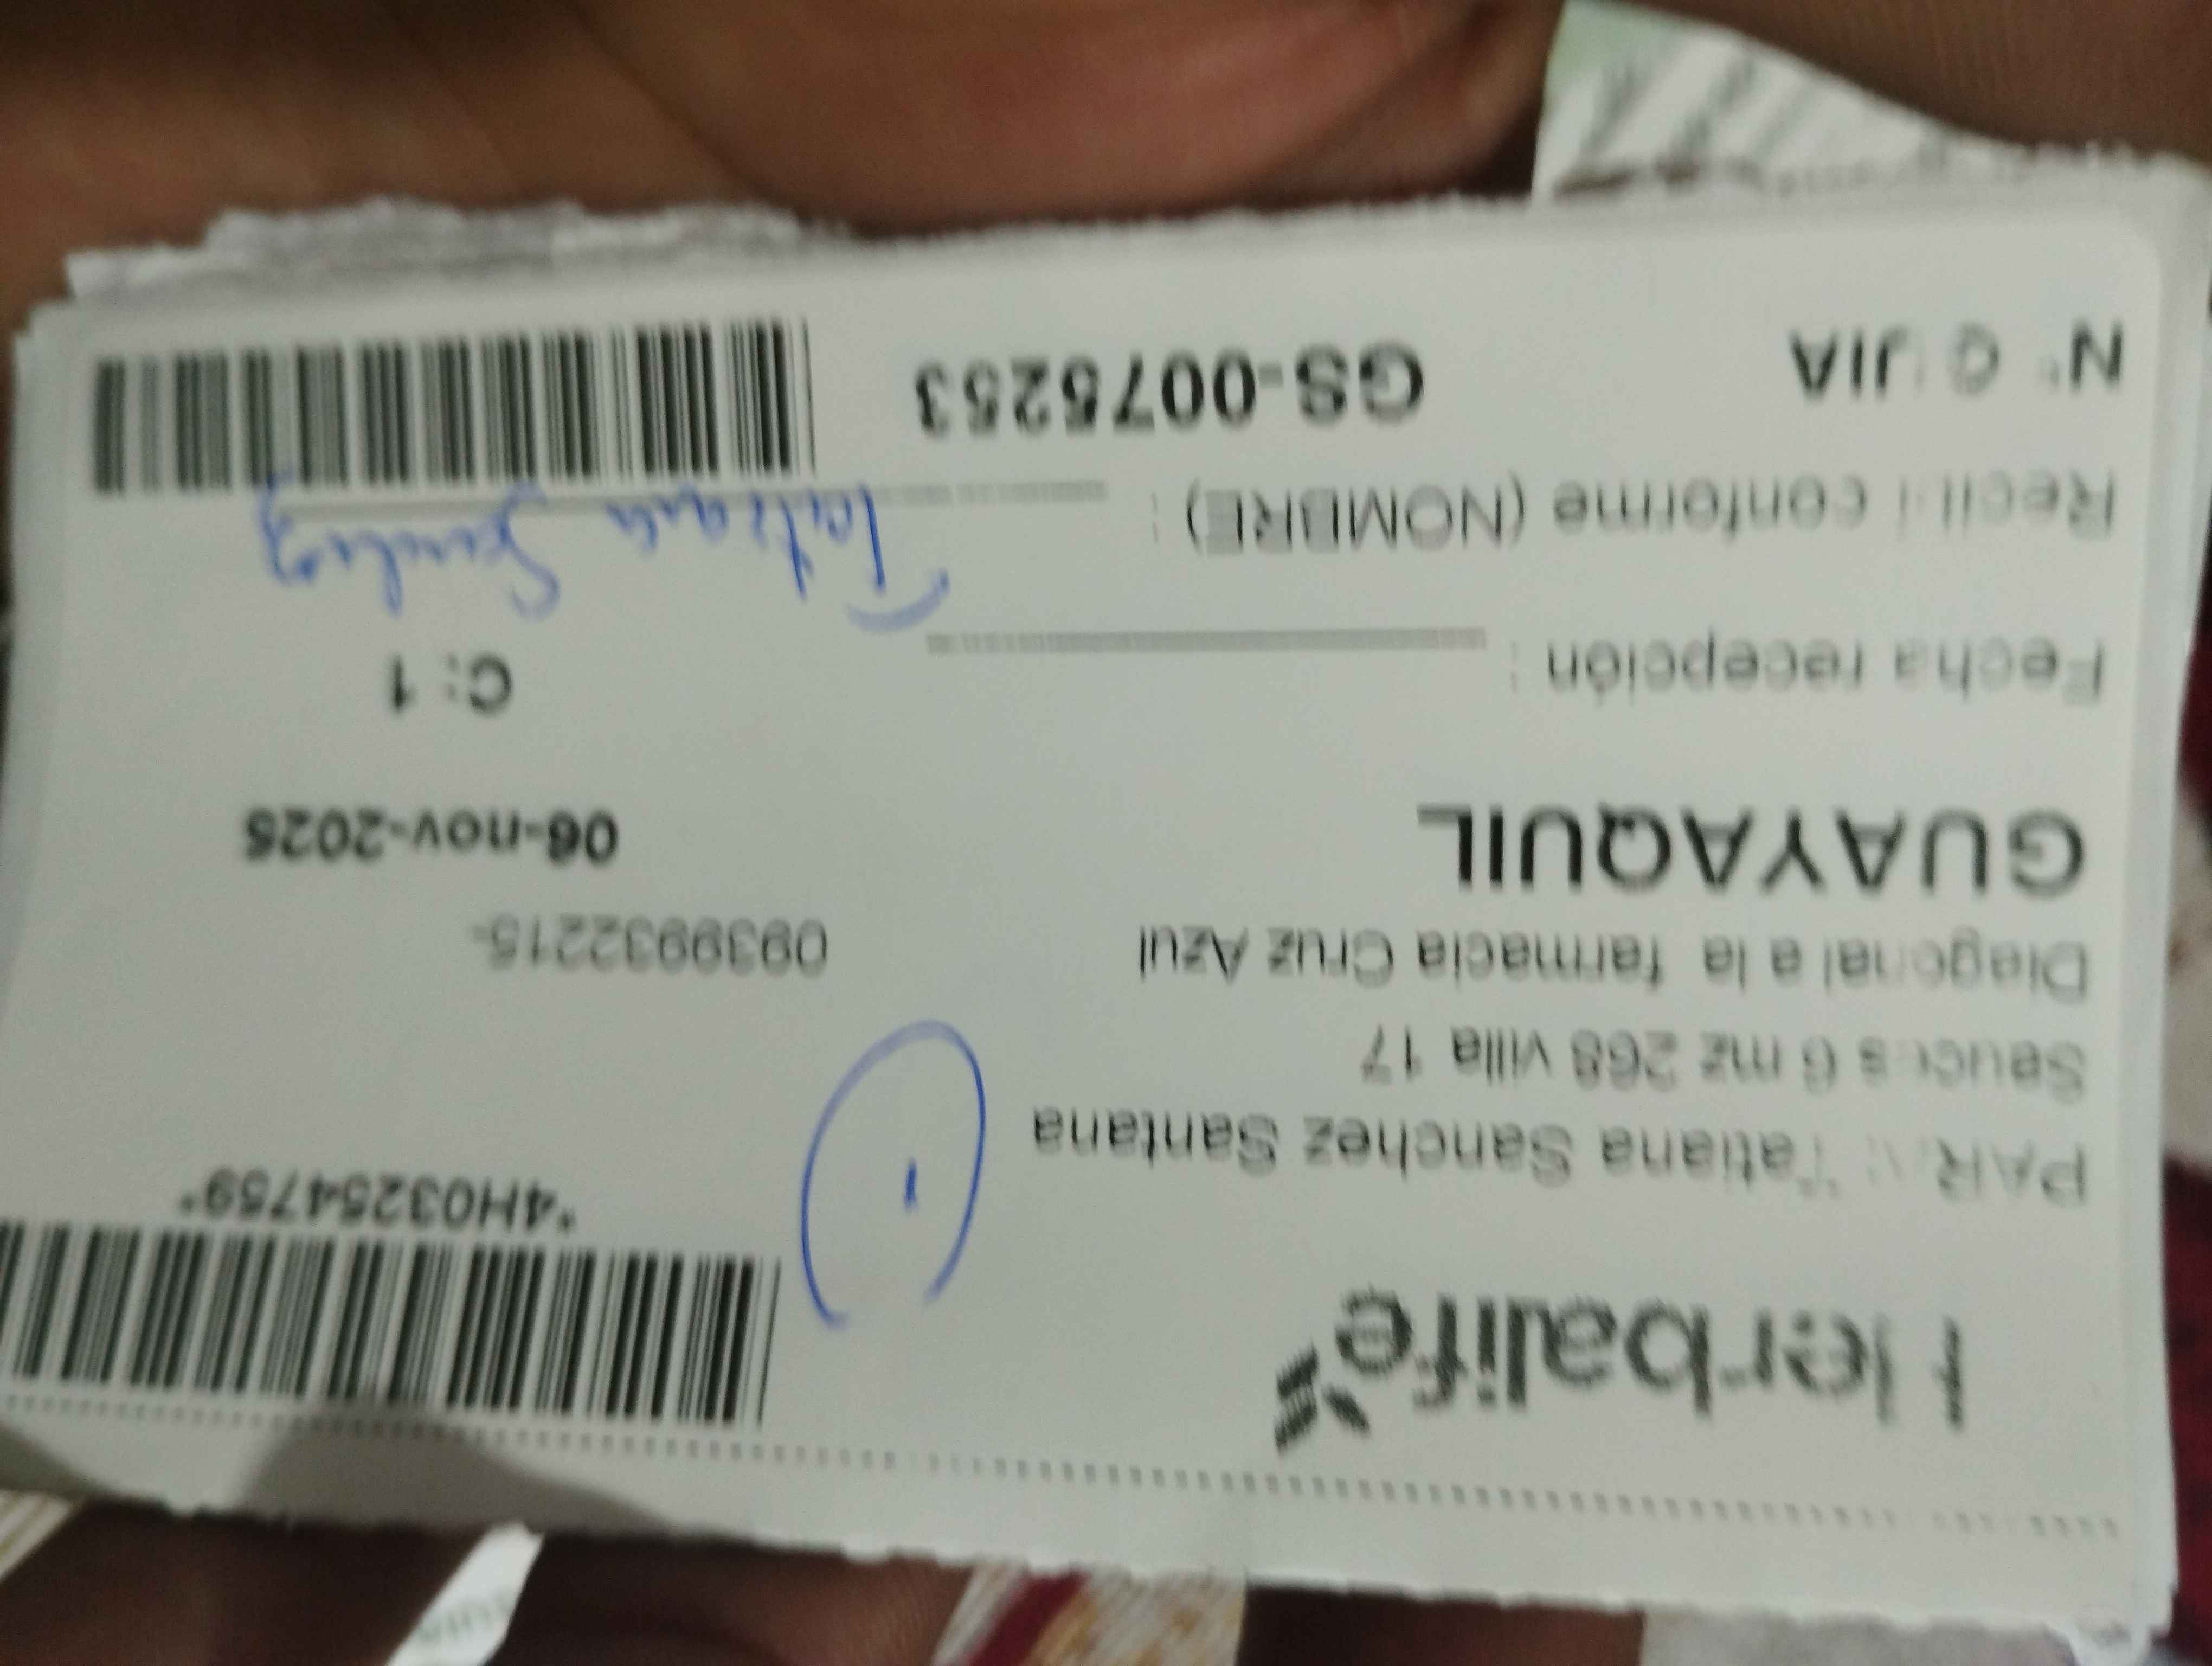 Herbalife
*4H03254759*
PARA: Tatiana Sanchez Santana
Sauces 6 mz 268 villa 17
Diagonal a la farmacia Cruz Azul
0939932215-
GUAYAQUIL
06-nov-2025
C: 1
Fecha recepción :
Recibí conforme (NOMBRE) :
Tatiana Sanchez
N° GUIA
GS-0075253